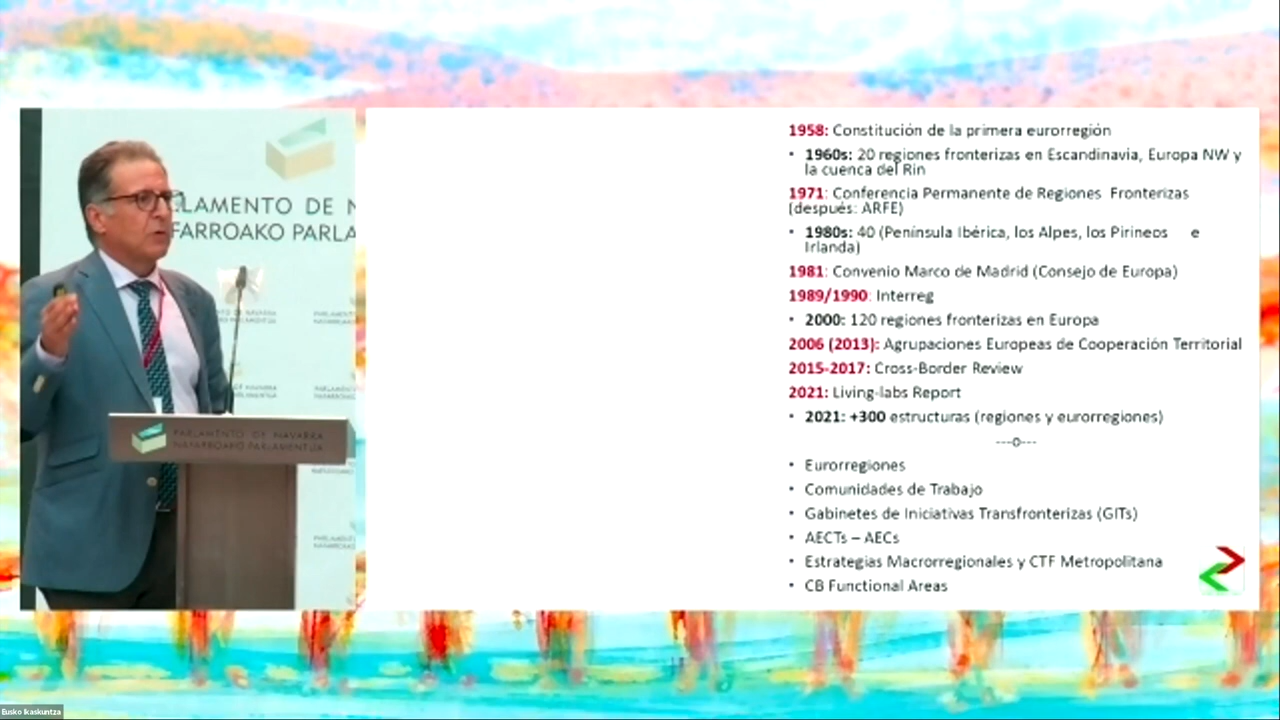 PARLAMENTO DE N
FARROAKO PARLA
PARLAMENTO DE NAVARRA
NAFARROAKO PARLAMENTUA
1958: Constitución de la primera eurorregión
• 1960s: 20 regiones fronterizas en Escandinavia, Europa NW y
la cuenca del Rin
1971: Conferencia Permanente de Regiones Fronterizas
(después: ARFE)
• 1980s: 40 (Península Ibérica, los Alpes, los Pirineos e
Irlanda)
1981: Convenio Marco de Madrid (Consejo de Europa)
1989/1990: Interreg
• 2000: 120 regiones fronterizas en Europa
2006 (2013): Agrupaciones Europeas de Cooperación Territorial
2015-2017: Cross-Border Review
2021: Living-labs Report
• 2021: +300 estructuras (regiones y eurorregiones)
---o---
• Eurorregiones
• Comunidades de Trabajo
• Gabinetes de Iniciativas Transfronterizas (GITs)
• AECTs – AECs
• Estrategias Macrorregionales y CTF Metropolitana
• CB Functional Areas
Eusko Ikaskuntza